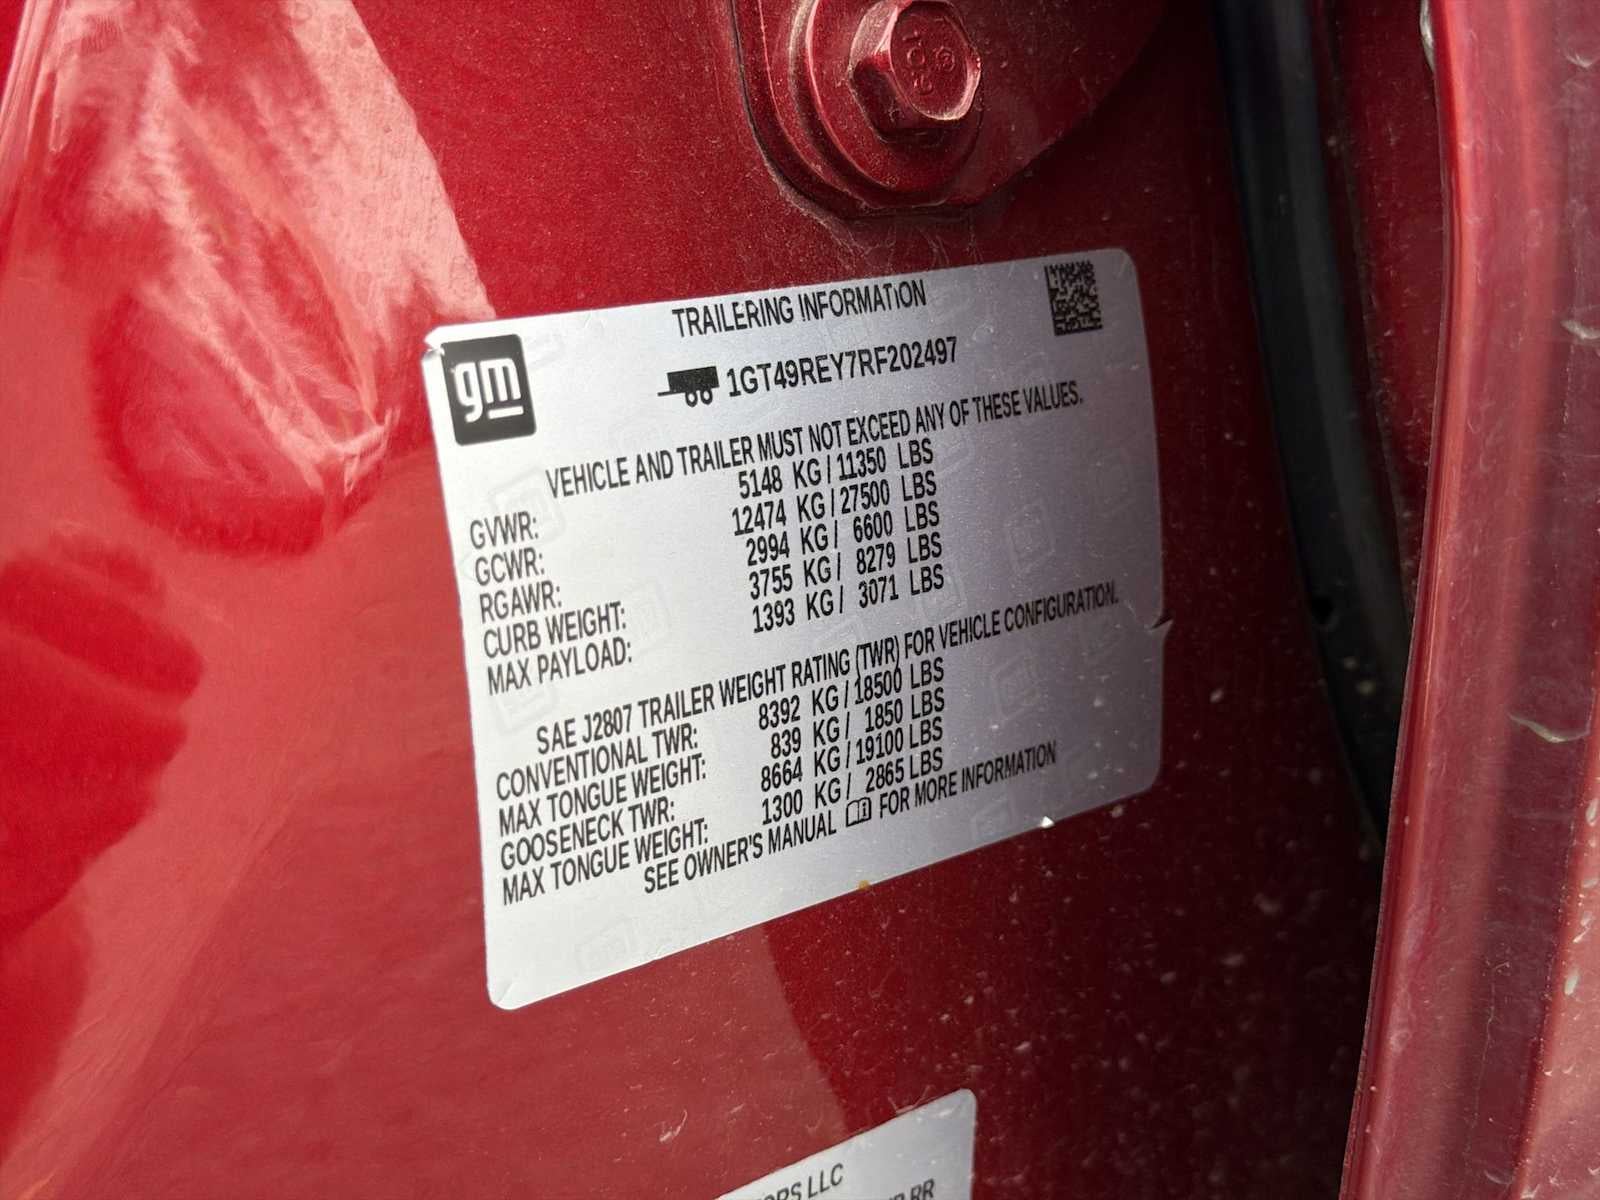 10.9
gm
TRAILERING INFORMATION
1GT49REY7RF202497
VEHICLE AND TRAILER MUST NOT EXCEED ANY OF THESE VALUES.
GVWR: 5148 KG / 11350 LBS
GCWR: 12474 KG / 27500 LBS
RGAWR: 2994 KG / 6600 LBS
CURB WEIGHT: 3755 KG / 8279 LBS
MAX PAYLOAD: 1393 KG / 3071 LBS
SAE J2807 TRAILER WEIGHT RATING (TWR) FOR VEHICLE CONFIGURATION.
CONVENTIONAL TWR: 8392 KG / 18500 LBS
MAX TONGUE WEIGHT: 839 KG / 1850 LBS
GOOSENECK TWR: 8664 KG / 19100 LBS
MAX TONGUE WEIGHT: 1300 KG / 2865 LBS
SEE OWNER'S MANUAL FOR MORE INFORMATION
LLC
RR